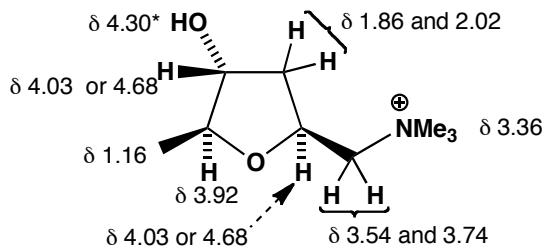 δ 4.30* HO H δ 1.86 and 2.02
H H
δ 4.03 or 4.68
⊕
NMe₃ δ 3.36
δ 1.16 O
H H H H
δ 3.92
δ 4.03 or 4.68 δ 3.54 and 3.74